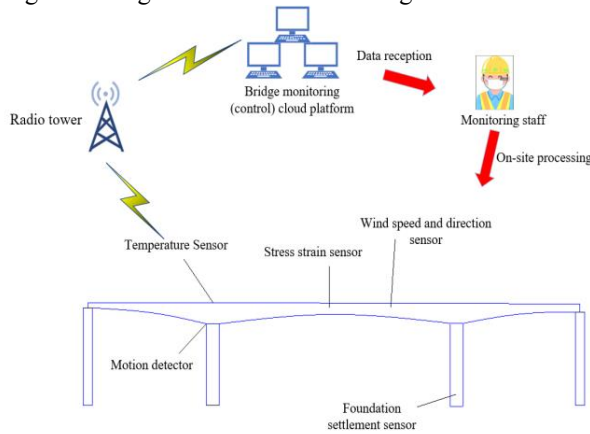 Data reception
Bridge monitoring
(control) cloud platform
Radio tower
Monitoring staff
On-site processing
Wind speed and direction
sensor
Temperature Sensor
Stress strain sensor
Motion detector
Foundation
settlement sensor